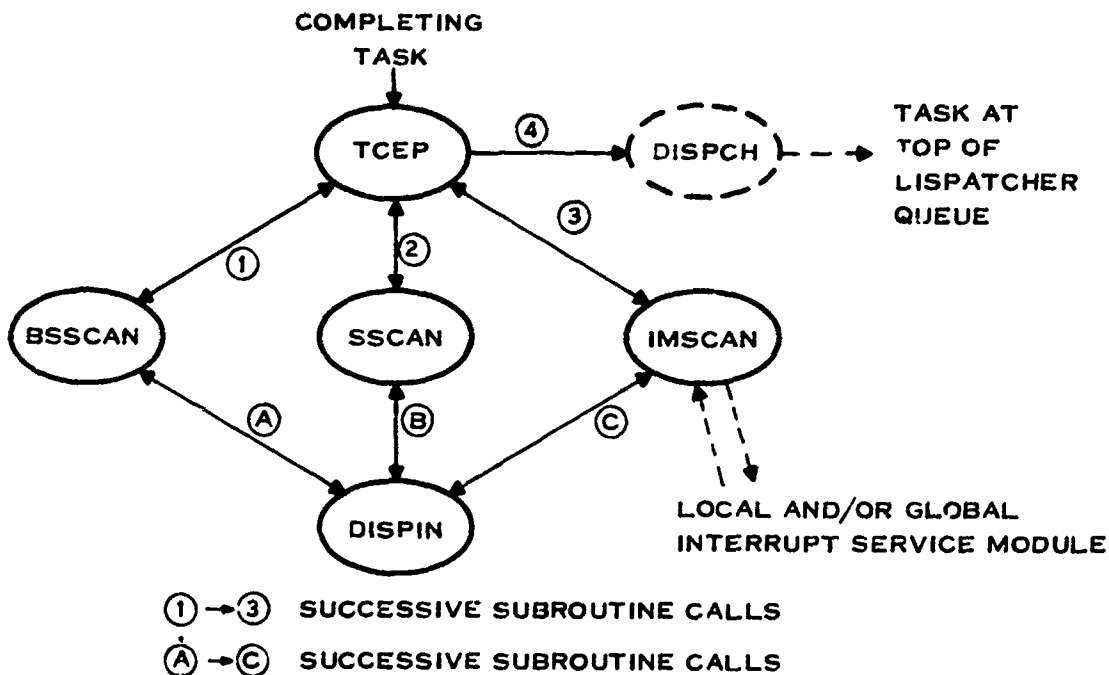 COMPLETING
TASK
TCEP
④
DISPCH
TASK AT
TOP OF
LISPATCHER
QUEUE
①
②
③
BSSCAN
SSCAN
IMSCAN
Ⓐ
Ⓑ
Ⓒ
DISPIN
LOCAL AND/OR GLOBAL
INTERRUPT SERVICE MODULE
①→③ SUCCESSIVE SUBROUTINE CALLS
Ⓐ→Ⓒ SUCCESSIVE SUBROUTINE CALLS